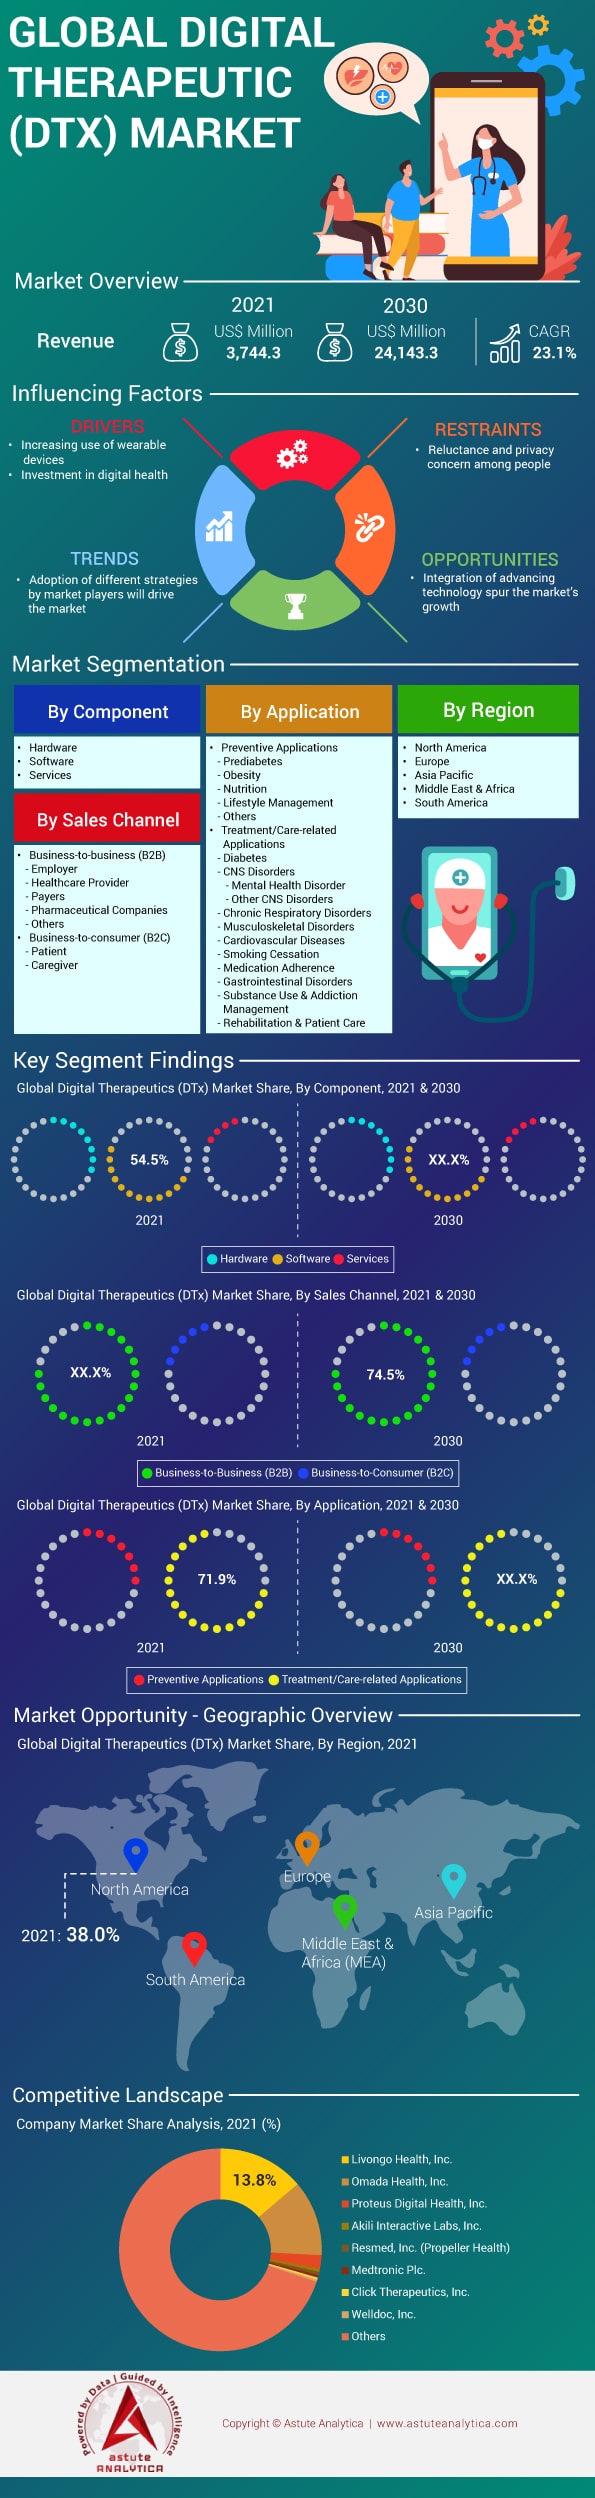 GLOBAL DIGITAL
THERAPEUTIC
(DTX) MARKET
Market Overview
2021
2030
Revenue
US$ Million
3,744.3
US$ Million
24,143.3
CAGR
23.1%
Influencing Factors
DRIVERS
• Increasing use of wearable
devices
• Investment in digital health
RESTRAINTS
• Reluctance and privacy
concern among people
TRENDS
• Adoption of different strategies
by market players will drive
the market
OPPORTUNITIES
• Integration of advancing
technology spur the market's
growth
Market Segmentation
By Component
• Hardware
• Software
• Services
By Sales Channel
• Business-to-business (B2B)
- Employer
- Healthcare Provider
- Payers
- Pharmaceutical Companies
- Others
• Business-to-consumer (B2C)
- Patient
- Caregiver
By Application
• Preventive Applications
- Prediabetes
- Obesity
- Nutrition
- Lifestyle Management
- Others
• Treatment/Care-related
Applications
- Diabetes
- CNS Disorders
- Mental Health Disorder
- Other CNS Disorders
- Chronic Respiratory Disorders
- Musculoskeletal Disorders
- Cardiovascular Diseases
- Smoking Cessation
- Medication Adherence
- Gastrointestinal Disorders
- Substance Use & Addiction
Management
- Rehabilitation & Patient Care
By Region
• North America
• Europe
• Asia Pacific
• Middle East & Africa
• South America
Key Segment Findings
Global Digital Therapeutics (DTx) Market Share, By Component, 2021 & 2030
54.5%
XX.X%
2021
2030
Hardware Software Services
Global Digital Therapeutics (DTx) Market Share, By Sales Channel, 2021 & 2030
XX.X%
74.5%
2021
2030
Business-to-Business (B2B) Business-to-Consumer (B2C)
Global Digital Therapeutics (DTx) Market Share, By Application, 2021 & 2030
71.9%
XX.X%
2021
2030
Preventive Applications Treatment/Care-related Applications
Market Opportunity - Geographic Overview
Global Digital Therapeutics (DTx) Market Share, By Region, 2021
North America
2021: 38.0%
Europe
Asia Pacific
Middle East &
Africa (MEA)
South America
Competitive Landscape
Company Market Share Analysis, 2021 (%)
13.8%
Livongo Health, Inc.
Omada Health, Inc.
Proteus Digital Health, Inc.
Akili Interactive Labs, Inc.
Resmed, Inc. (Propeller Health)
Medtronic Plc.
Click Therapeutics, Inc.
Welldoc, Inc.
Others
Powered by Data | Guided by Intelligence
astute
ANALYTICA
Copyright © Astute Analytica | www.astuteanalytica.com